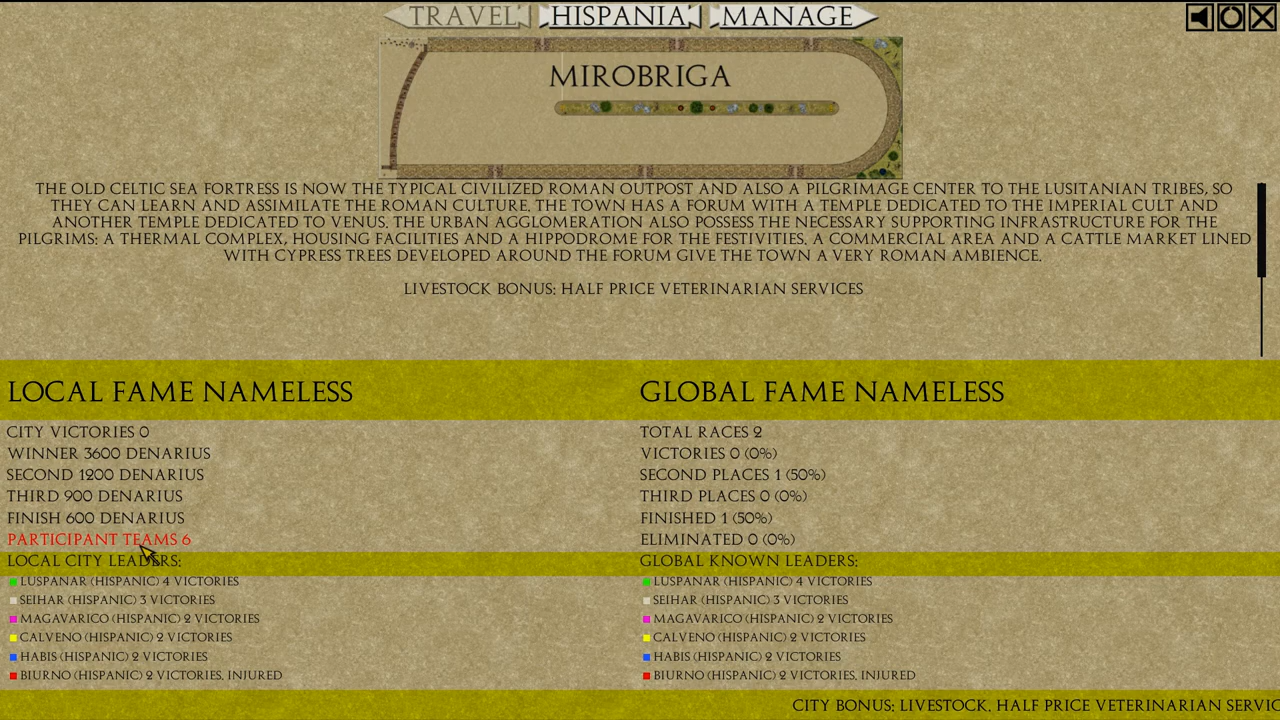 TRAVEL HISPANIA MANAGE
MIROBRIGA
THE OLD CELTIC SEA FORTRESS IS NOW THE TYPICAL CIVILIZED ROMAN OUTPOST AND ALSO A PILGRIMAGE CENTER TO THE LUSITANIAN TRIBES, SO
THEY CAN LEARN AND ASSIMILATE THE ROMAN CULTURE. THE TOWN HAS A FORUM WITH A TEMPLE DEDICATED TO THE IMPERIAL CULT AND
ANOTHER TEMPLE DEDICATED TO VENUS. THE URBAN AGGLOMERATION ALSO POSSESS THE NECESSARY SUPPORTING INFRASTRUCTURE FOR THE
PILGRIMS: A THERMAL COMPLEX, HOUSING FACILITIES AND A HIPPODROME FOR THE FESTIVITIES. A COMMERCIAL AREA AND A CATTLE MARKET LINED
WITH CYPRESS TREES DEVELOPED AROUND THE FORUM GIVE THE TOWN A VERY ROMAN AMBIENCE.
LIVESTOCK BONUS: HALF PRICE VETERINARIAN SERVICES
LOCAL FAME NAMELESS
CITY VICTORIES 0
WINNER 3600 DENARIUS
SECOND 1200 DENARIUS
THIRD 900 DENARIUS
FINISH 600 DENARIUS
PARTICIPANT TEAMS 6
LOCAL CITY LEADERS:
LUSPANAR (HISPANIC) 4 VICTORIES
SEIHAR (HISPANIC) 3 VICTORIES
MAGAVARICO (HISPANIC) 2 VICTORIES
CALVENO (HISPANIC) 2 VICTORIES
HABIS (HISPANIC) 2 VICTORIES
BIURNO (HISPANIC) 2 VICTORIES, INJURED
GLOBAL FAME NAMELESS
TOTAL RACES 2
VICTORIES 0 (0%)
SECOND PLACES 1 (50%)
THIRD PLACES 0 (0%)
FINISHED 1 (50%)
ELIMINATED 0 (0%)
GLOBAL KNOWN LEADERS:
LUSPANAR (HISPANIC) 4 VICTORIES
SEIHAR (HISPANIC) 3 VICTORIES
MAGAVARICO (HISPANIC) 2 VICTORIES
CALVENO (HISPANIC) 2 VICTORIES
HABIS (HISPANIC) 2 VICTORIES
BIURNO (HISPANIC) 2 VICTORIES, INJURED
CITY BONUS: LIVESTOCK, HALF PRICE VETERINARIAN SERVIC